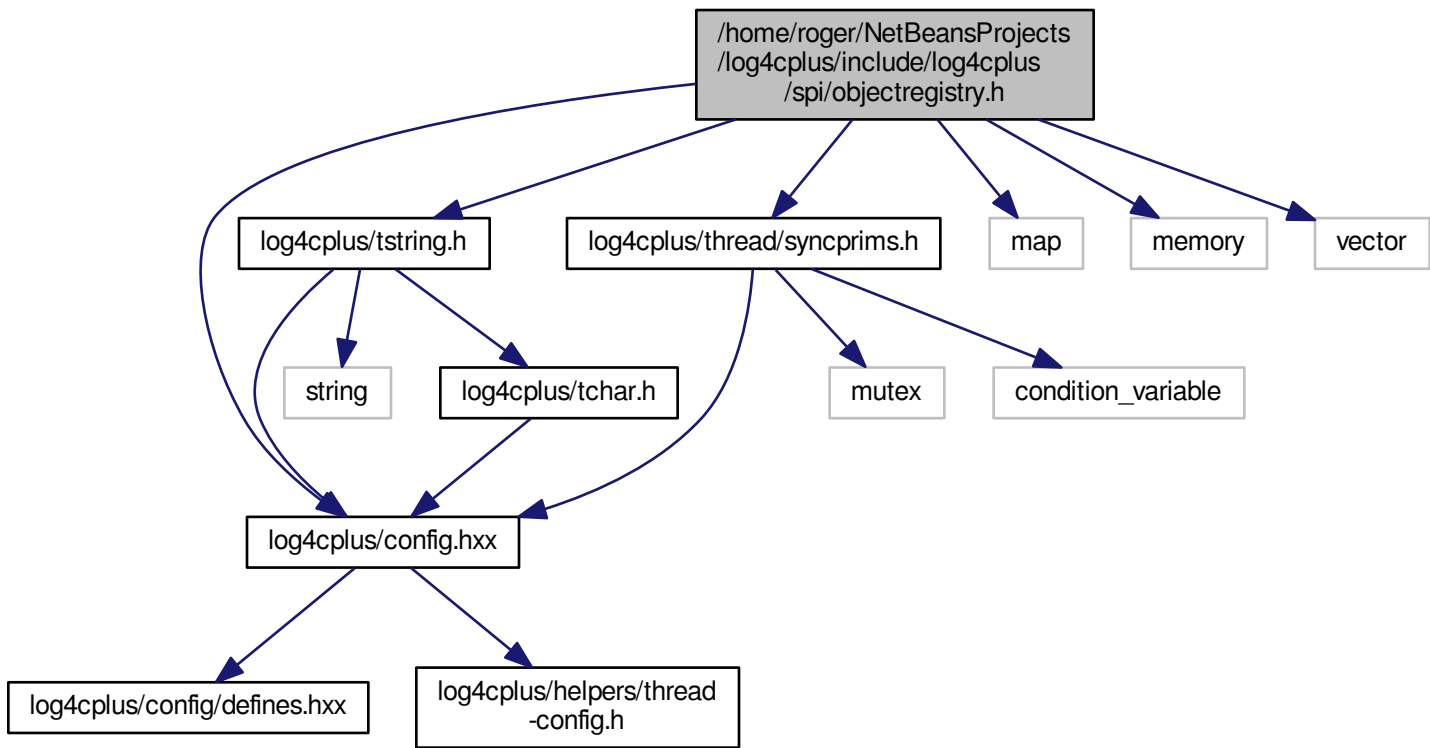 /home/roger/NetBeansProjects
/log4cplus/include/log4cplus
/spi/objectregistry.h
log4cplus/tstring.h
log4cplus/thread/syncprims.h
map
memory
vector
string
log4cplus/tchar.h
mutex
condition_variable
log4cplus/config.hxx
log4cplus/config/defines.hxx
log4cplus/helpers/thread
-config.h